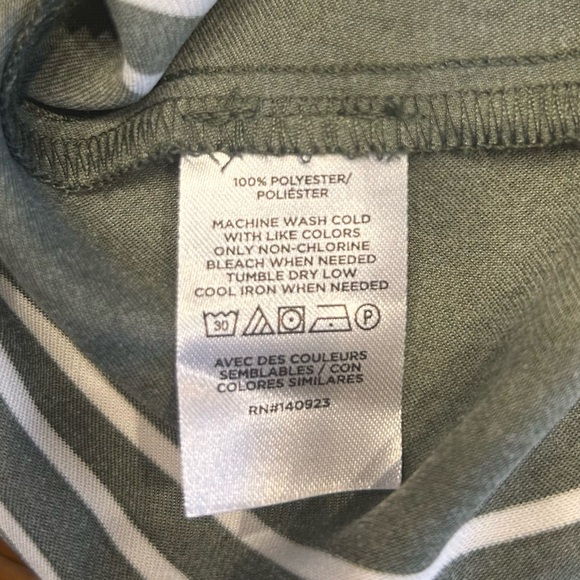 100% POLYESTER/
POLIÉSTER
MACHINE WASH COLD
WITH LIKE COLORS
ONLY NON-CHLORINE
BLEACH WHEN NEEDED
TUMBLE DRY LOW
COOL IRON WHEN NEEDED
30 P
AVEC DES COULEURS
SEMBLABLES / CON
COLORES SIMILARES
RN#140923